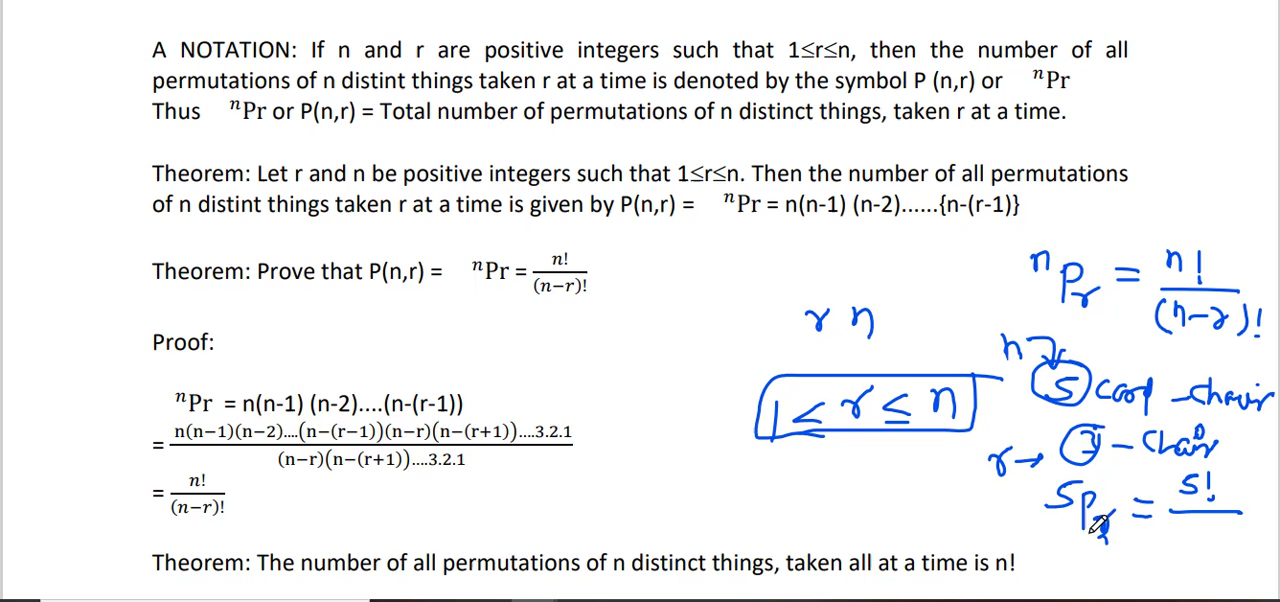 A NOTATION: If n and r are positive integers such that 1≤r≤n, then the number of all
permutations of n distint things taken r at a time is denoted by the symbol P (n,r) or ⁿPr
Thus ⁿPr or P(n,r) = Total number of permutations of n distinct things, taken r at a time.
Theorem: Let r and n be positive integers such that 1≤r≤n. Then the number of all permutations
of n distint things taken r at a time is given by P(n,r) = ⁿPr = n(n-1) (n-2)......{n-(r-1)}
Theorem: Prove that P(n,r) = ⁿPr = n!/(n−r)!
ⁿPr = n!/(n-r)!
r n
Proof:
n
1 ≤ r ≤ n
5
ⁿPr = n(n-1) (n-2)....(n-(r-1))
= n(n−1)(n−2)....(n−(r−1))(n−r)(n−(r+1))....3.2.1
(n−r)(n−(r+1))....3.2.1
r → 3 - Chair
= n!/(n−r)!
5P = 5!
Theorem: The number of all permutations of n distinct things, taken all at a time is n!